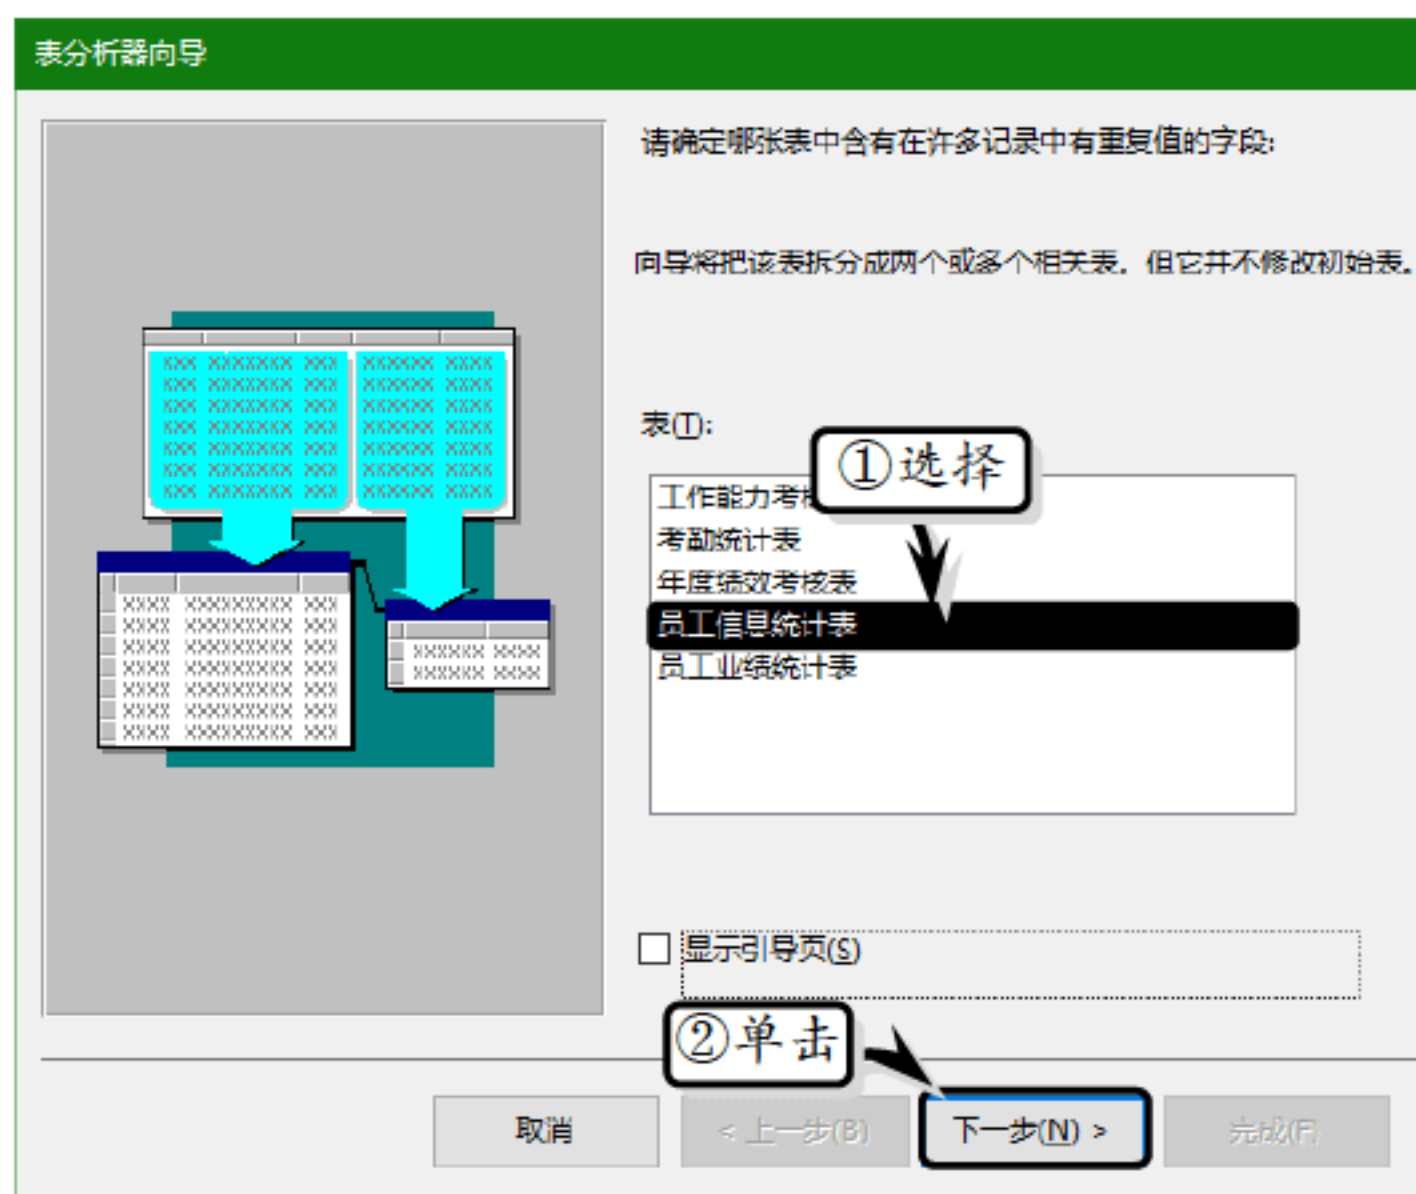 表分析器向导
请确定哪张表中含有在许多记录中有重复值的字段:
向导将把该表拆分成两个或多个相关表，但它并不修改初始表。
表(T):
①选择
工作能力考
考勤统计表
年度绩效考核表
员工信息统计表
员工业绩统计表
显示引导页(S)
②单击
取消
< 上一步(B)
下一步(N) >
完成(F)